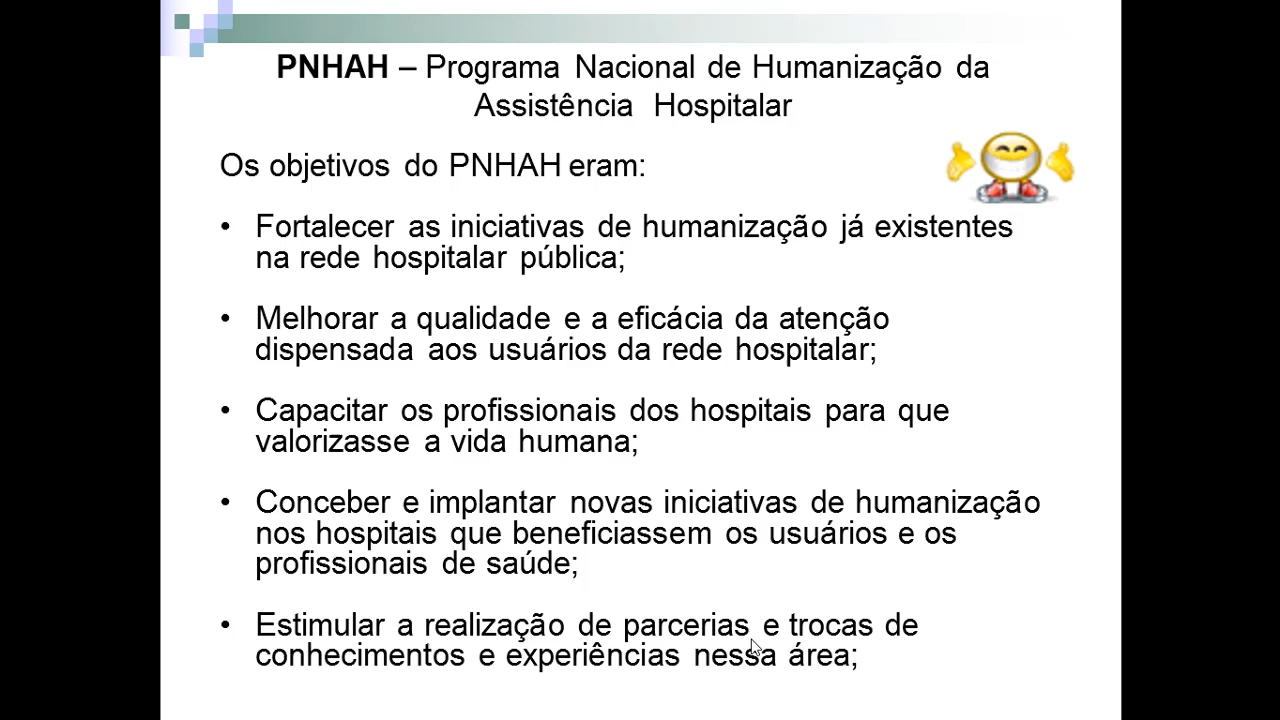 PNHAH – Programa Nacional de Humanização da
Assistência Hospitalar
Os objetivos do PNHAH eram:
• Fortalecer as iniciativas de humanização já existentes
na rede hospitalar pública;
• Melhorar a qualidade e a eficácia da atenção
dispensada aos usuários da rede hospitalar;
• Capacitar os profissionais dos hospitais para que
valorizasse a vida humana;
• Conceber e implantar novas iniciativas de humanização
nos hospitais que beneficiassem os usuários e os
profissionais de saúde;
• Estimular a realização de parcerias e trocas de
conhecimentos e experiências nessa área;